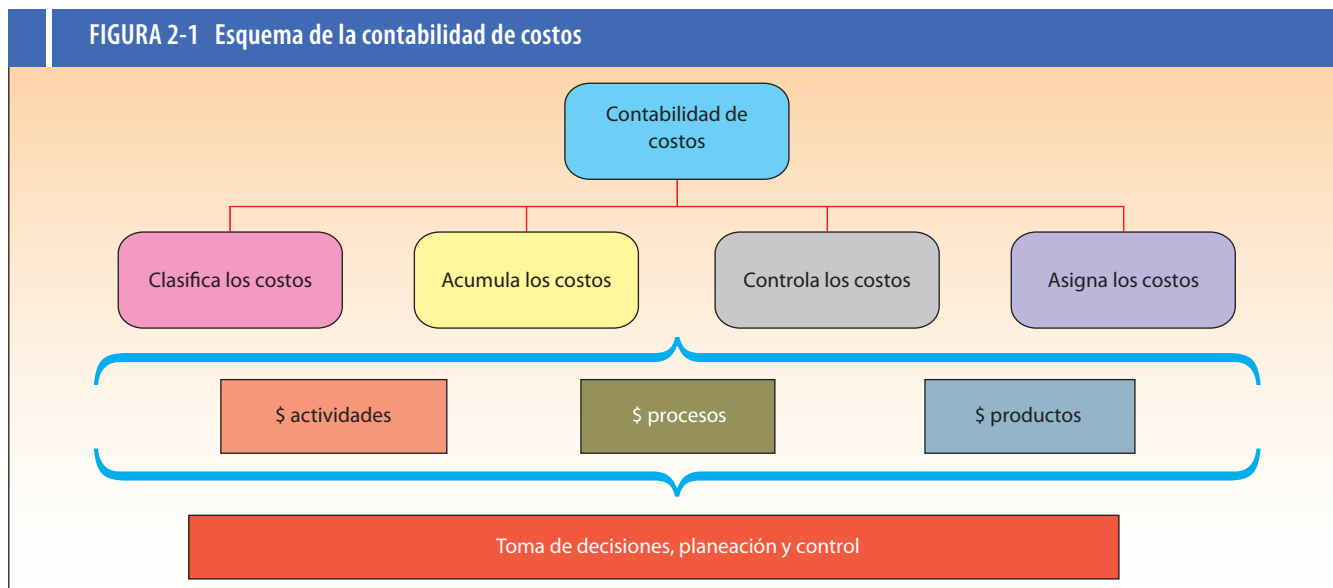 FIGURA 2-1 Esquema de la contabilidad de costos
Contabilidad de
costos
Clasifica los costos
Acumula los costos
Controla los costos
Asigna los costos
$ actividades
$ procesos
$ productos
Toma de decisiones, planeación y control